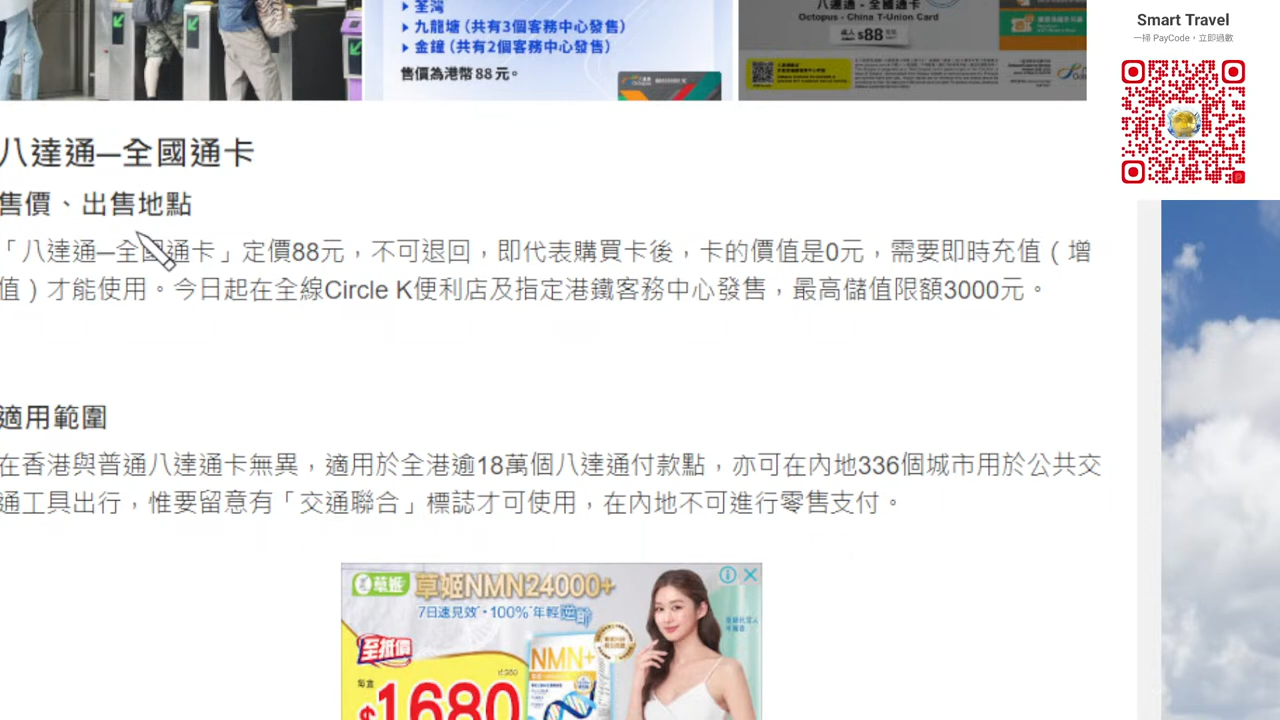 荃灣
九龍塘（共有3個客務中心發售）
金鐘（共有2個客務中心發售）
售價為港幣 88 元。
八達通 - 全國通卡
Octopus - China T-Union Card
成人 $88
Smart Travel
一掃 PayCode，立即過數
八達通—全國通卡
售價、出售地點
「八達通—全國通卡」定價88元，不可退回，即代表購買卡後，卡的價值是0元，需要即時充值（增
值）才能使用。今日起在全線Circle K便利店及指定港鐵客務中心發售，最高儲值限額3000元。
適用範圍
在香港與普通八達通卡無異，適用於全港逾18萬個八達通付款點，亦可在內地336個城市用於公共交
通工具出行，惟要留意有「交通聯合」標誌才可使用，在內地不可進行零售支付。
草姬 草姬NMN24000+
7日速見效·100%年輕逆齡
至抵價
NMN+
每盒
$1680